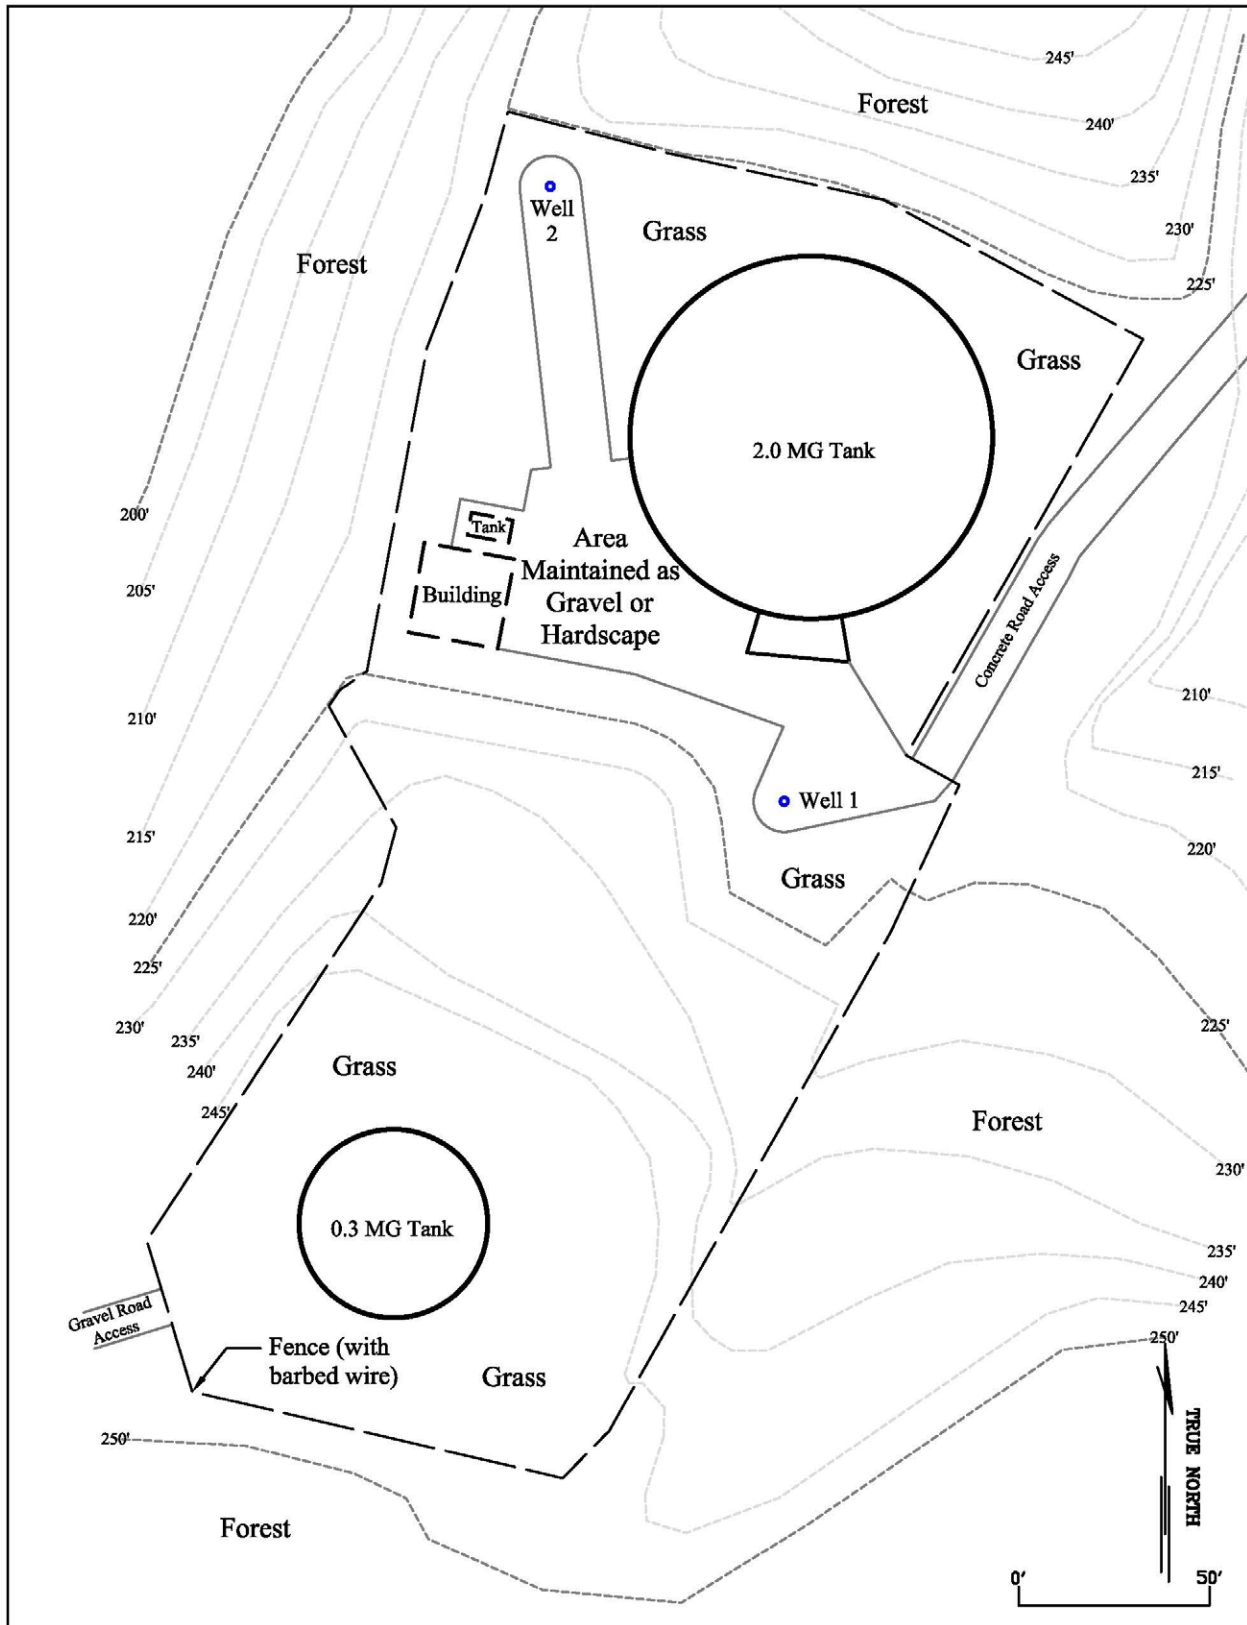 245'
Forest
240'
235'
Well
2
Grass
230'
Forest
225'
Grass
2.0 MG Tank
200'
Tank
Area
Maintained as
Gravel or
Hardscape
205'
Building
Concrete Road Access
210'
210'
215'
Well 1
215'
220'
Grass
220'
225'
230'
235'
225'
Grass
240'
245'
Forest
230'
0.3 MG Tank
235'
240'
Gravel Road
Access
245'
250'
Fence (with
barbed wire)
Grass
250'
TRUE NORTH
Forest
0'
50'